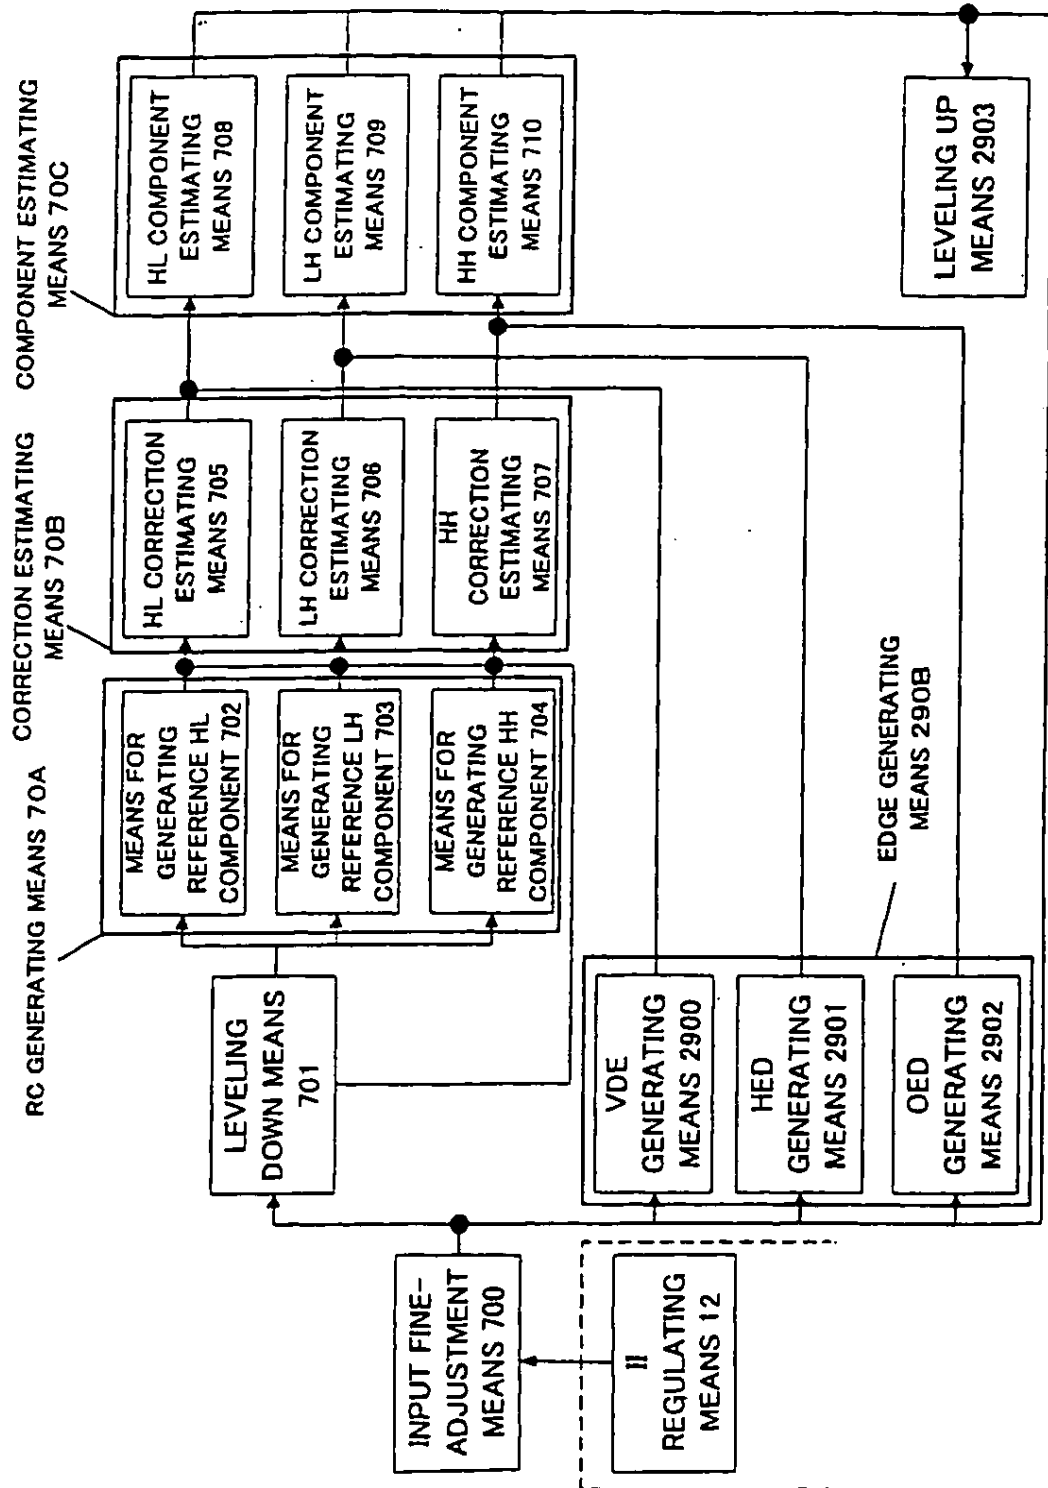 RC GENERATING MEANS 70A
CORRECTION ESTIMATING
MEANS 70B
COMPONENT ESTIMATING
MEANS 70C
INPUT FINE-
ADJUSTMENT
MEANS 700
II
REGULATING
MEANS 12
LEVELING
DOWN MEANS
701
MEANS FOR
GENERATING
REFERENCE HL
COMPONENT 702
MEANS FOR
GENERATING
REFERENCE LH
COMPONENT 703
MEANS FOR
GENERATING
REFERENCE HH
COMPONENT 704
HL CORRECTION
ESTIMATING
MEANS 705
LH CORRECTION
ESTIMATING
MEANS 706
HH
CORRECTION
ESTIMATING
MEANS 707
HL COMPONENT
ESTIMATING
MEANS 708
LH COMPONENT
ESTIMATING
MEANS 709
HH COMPONENT
ESTIMATING
MEANS 710
VDE
GENERATING
MEANS 2900
HED
GENERATING
MEANS 2901
OED
GENERATING
MEANS 2902
EDGE GENERATING
MEANS 290B
LEVELING UP
MEANS 2903